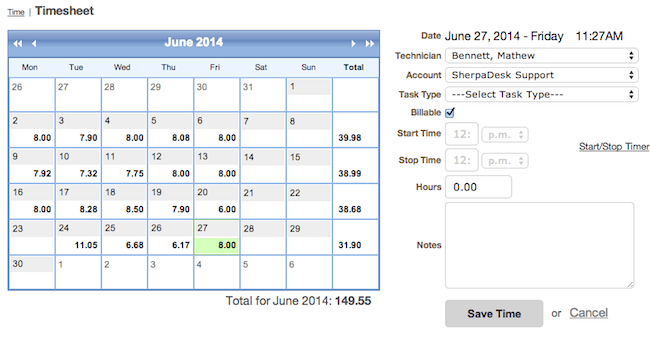 Time | Timesheet
June 2014
Mon Tue Wed Thu Fri Sat Sun Total
26 27 28 29 30 31 1
2 3 4 5 6 7 8
8.00 7.90 8.00 8.08 8.00 39.98
9 10 11 12 13 14 15
7.92 7.32 7.75 8.00 8.00 38.99
16 17 18 19 20 21 22
8.00 8.28 8.50 7.90 6.00 38.68
23 24 25 26 27 28 29
11.05 6.68 6.17 8.00 31.90
30 1 2 3 4 5 6
Total for June 2014: 149.55
Date June 27, 2014 - Friday 11:27AM
Technician Bennett, Mathew
Account SherpaDesk Support
Task Type ---Select Task Type---
Billable
Start Time 12: p.m.
Start/Stop Timer
Stop Time 12: p.m.
Hours 0.00
Notes
Save Time or Cancel